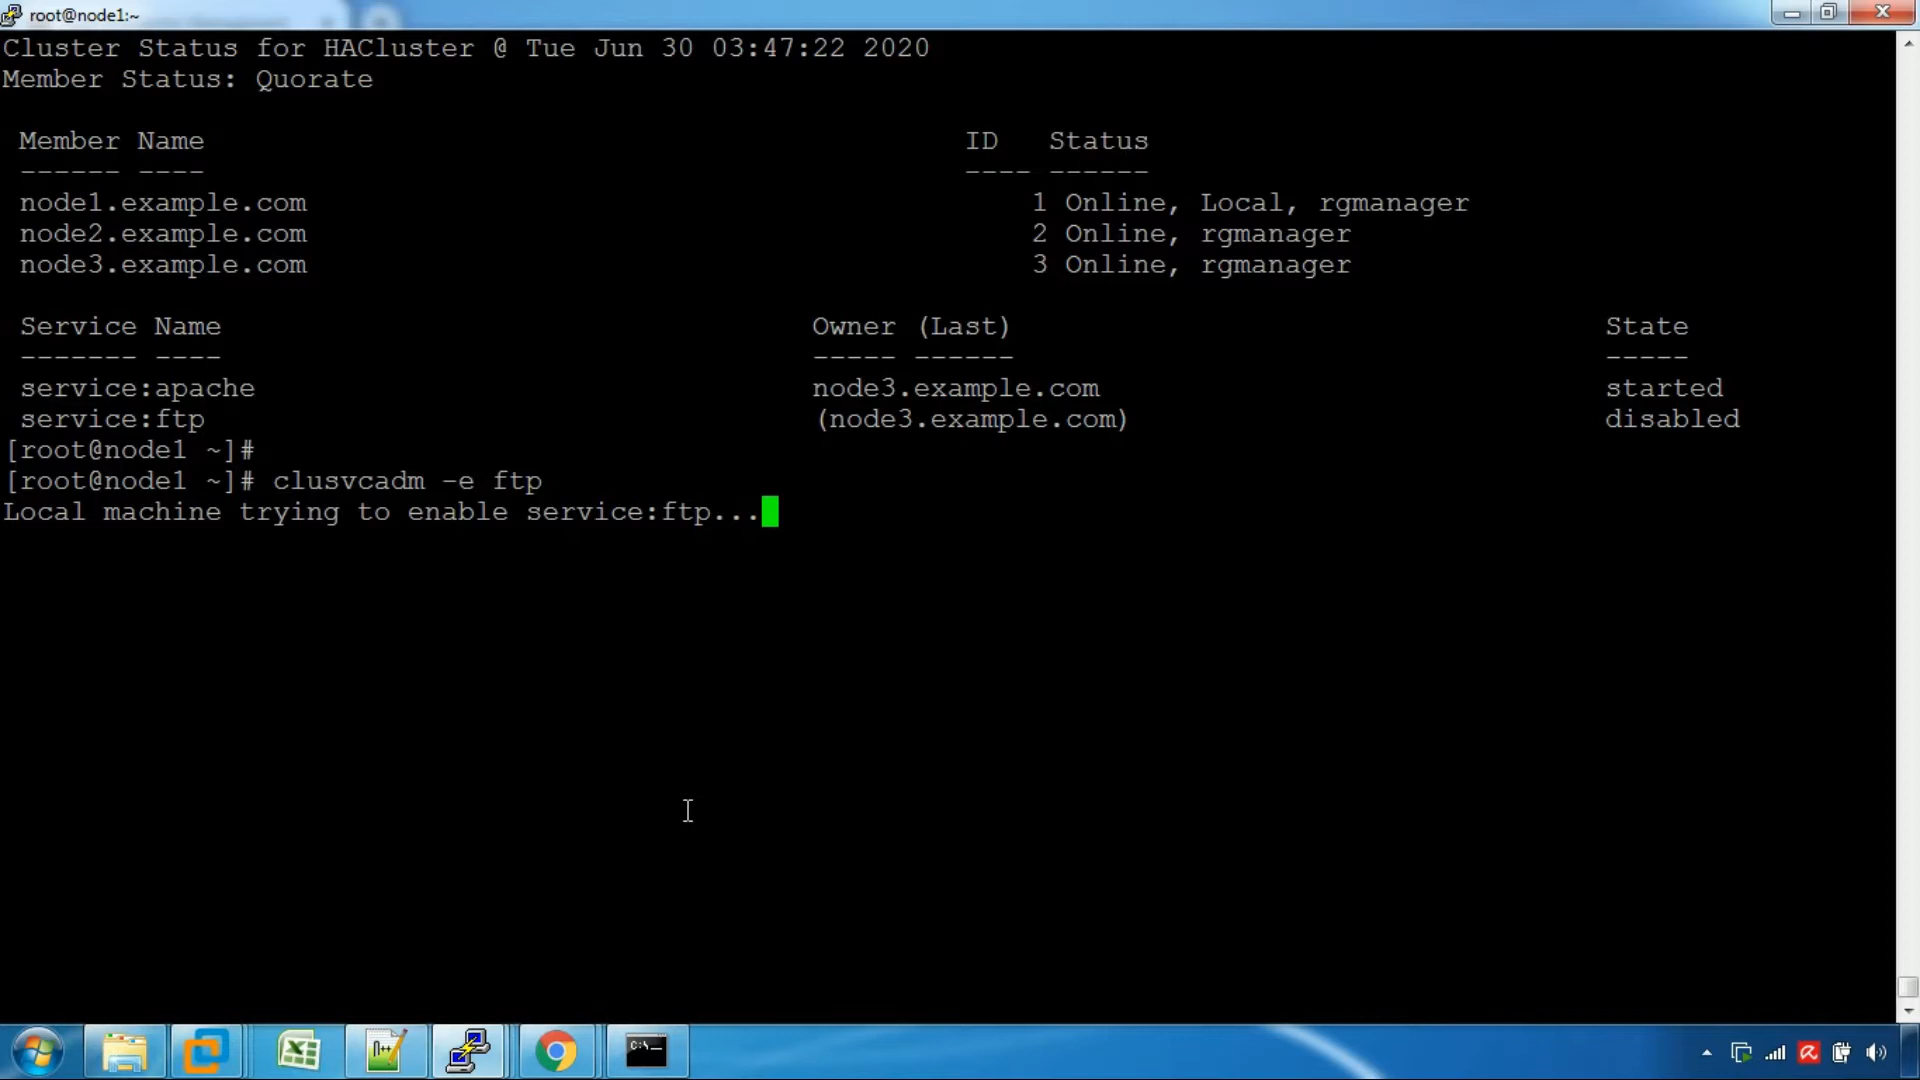 root@node1:~
Cluster Status for HACluster @ Tue Jun 30 03:47:22 2020
Member Status: Quorate
Member Name ID Status
------ ---- ---- ------
node1.example.com 1 Online, Local, rgmanager
node2.example.com 2 Online, rgmanager
node3.example.com 3 Online, rgmanager
Service Name Owner (Last) State
------- ---- ----- ------ -----
service:apache node3.example.com started
service:ftp (node3.example.com) disabled
[root@node1 ~]#
[root@node1 ~]# clusvcadm -e ftp
Local machine trying to enable service:ftp...